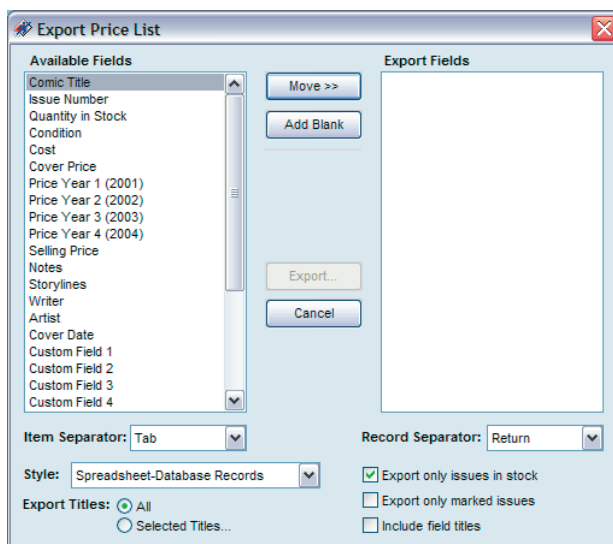 Export Price List
Available Fields
Export Fields
Comic Title
Issue Number
Quantity in Stock
Condition
Cost
Cover Price
Price Year 1 (2001)
Price Year 2 (2002)
Price Year 3 (2003)
Price Year 4 (2004)
Selling Price
Notes
Storylines
Writer
Artist
Cover Date
Custom Field 1
Custom Field 2
Custom Field 3
Custom Field 4
Move >>
Add Blank
Export...
Cancel
Item Separator: Tab
Record Separator: Return
Style: Spreadsheet-Database Records
Export Titles: All
Selected Titles...
Export only issues in stock
Export only marked issues
Include field titles